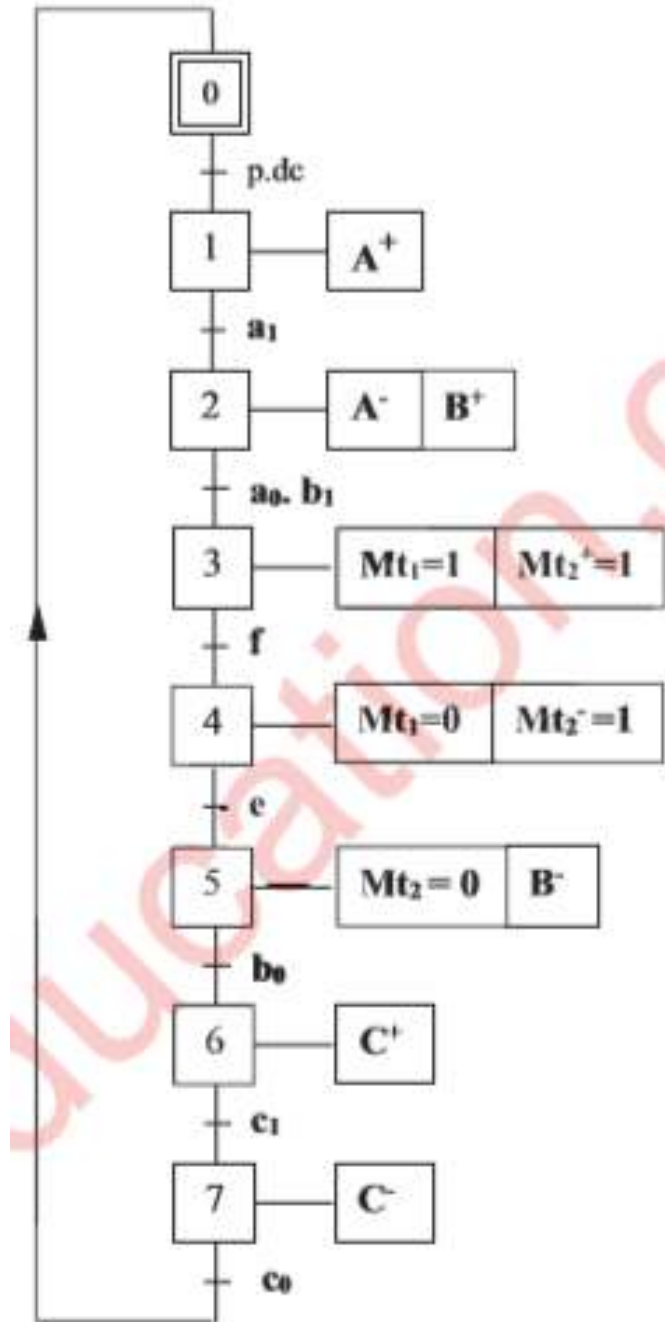 0
p.dc
1 A⁺
a₁
2 A⁻ B⁺
a₀. b₁
3 Mt₁=1 Mt₂⁺=1
f
4 Mt₁=0 Mt₂⁻=1
e
5 Mt₂ = 0 B⁻
b₀
6 C⁺
c₁
7 C⁻
c₀
ducation.